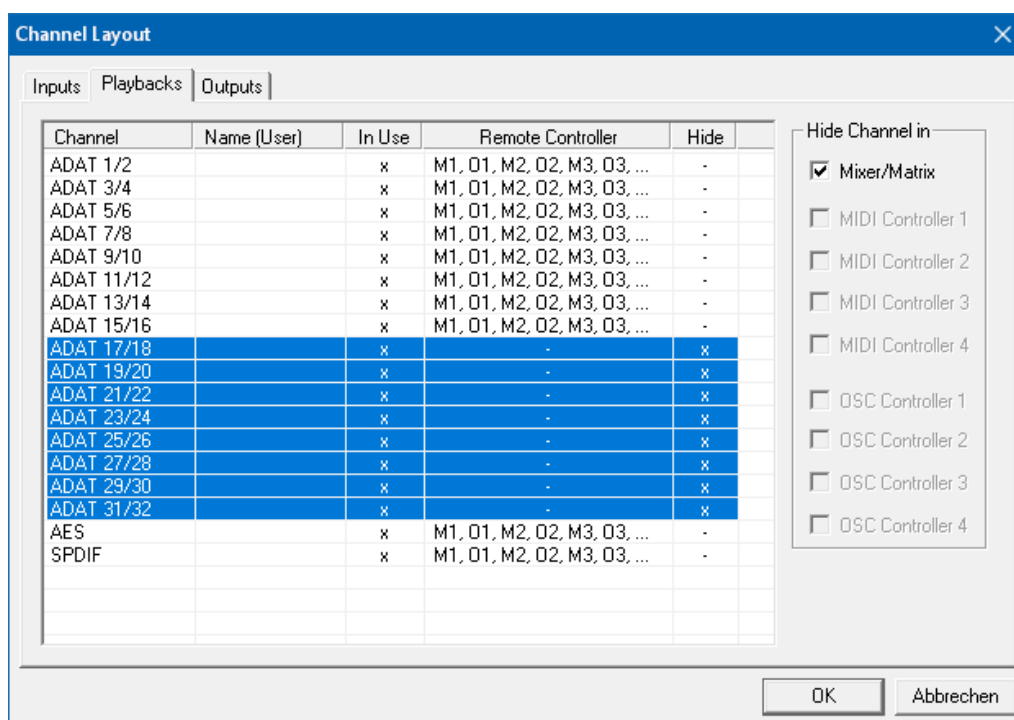 Channel Layout
Inputs Playbacks Outputs
Channel Name (User) In Use Remote Controller Hide
ADAT 1/2 x M1, O1, M2, O2, M3, O3, ... -
ADAT 3/4 x M1, O1, M2, O2, M3, O3, ... -
ADAT 5/6 x M1, O1, M2, O2, M3, O3, ... -
ADAT 7/8 x M1, O1, M2, O2, M3, O3, ... -
ADAT 9/10 x M1, O1, M2, O2, M3, O3, ... -
ADAT 11/12 x M1, O1, M2, O2, M3, O3, ... -
ADAT 13/14 x M1, O1, M2, O2, M3, O3, ... -
ADAT 15/16 x M1, O1, M2, O2, M3, O3, ... -
ADAT 17/18 x - x
ADAT 19/20 x - x
ADAT 21/22 x - x
ADAT 23/24 x - x
ADAT 25/26 x - x
ADAT 27/28 x - x
ADAT 29/30 x - x
ADAT 31/32 x - x
AES x M1, O1, M2, O2, M3, O3, ... -
SPDIF x M1, O1, M2, O2, M3, O3, ... -
Hide Channel in
Mixer/Matrix
MIDI Controller 1
MIDI Controller 2
MIDI Controller 3
MIDI Controller 4
OSC Controller 1
OSC Controller 2
OSC Controller 3
OSC Controller 4
OK Abbrechen